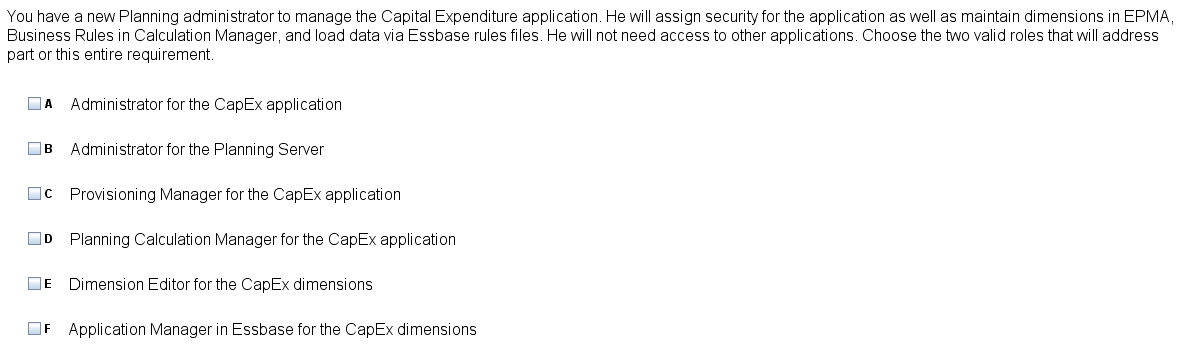 You have a new Planning administrator to manage the Capital Expenditure application. He will assign security for the application as well as maintain dimensions in EPMA,
Business Rules in Calculation Manager, and load data via Essbase rules files. He will not need access to other applications. Choose the two valid roles that will address
part or this entire requirement.
A Administrator for the CapEx application
B Administrator for the Planning Server
C Provisioning Manager for the CapEx application
D Planning Calculation Manager for the CapEx application
E Dimension Editor for the CapEx dimensions
F Application Manager in Essbase for the CapEx dimensions